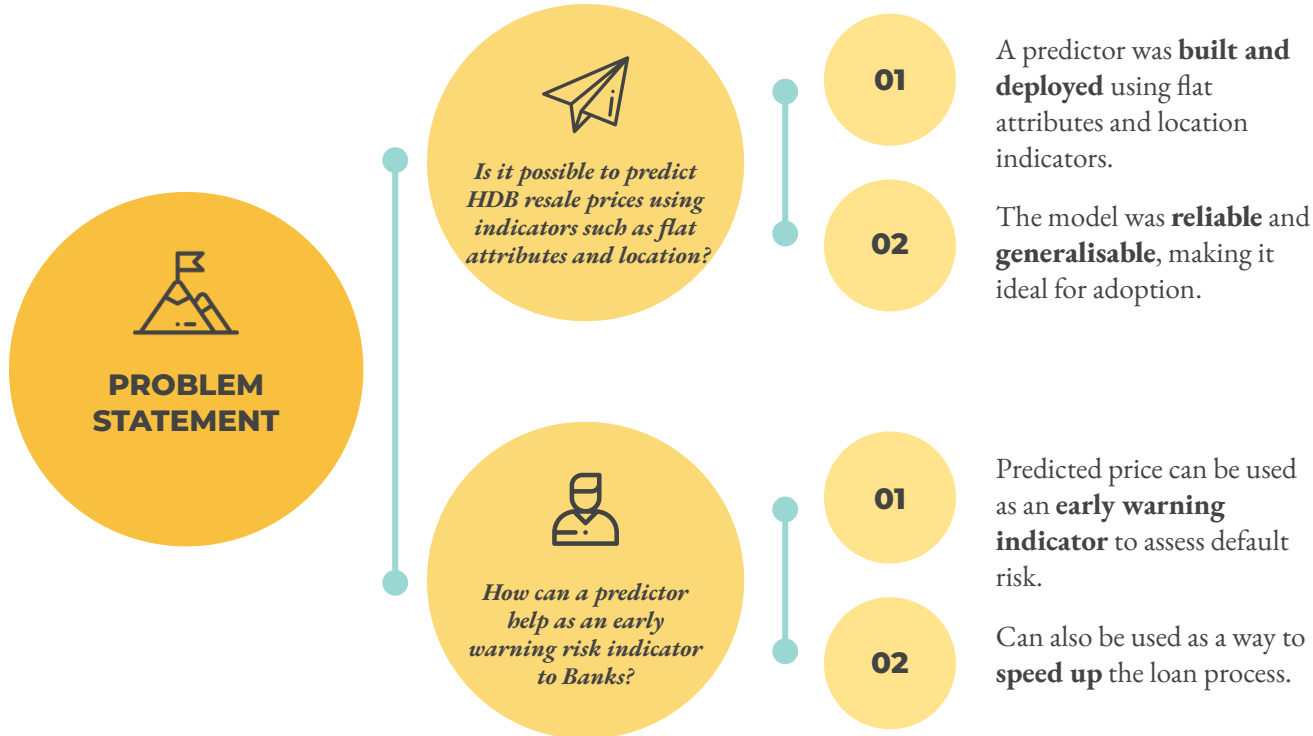 PROBLEM
STATEMENT
Is it possible to predict
HDB resale prices using
indicators such as flat
attributes and location?
01
A predictor was built and
deployed using flat
attributes and location
indicators.
02
The model was reliable and
generalisable, making it
ideal for adoption.
How can a predictor
help as an early
warning risk indicator
to Banks?
01
Predicted price can be used
as an early warning
indicator to assess default
risk.
02
Can also be used as a way to
speed up the loan process.